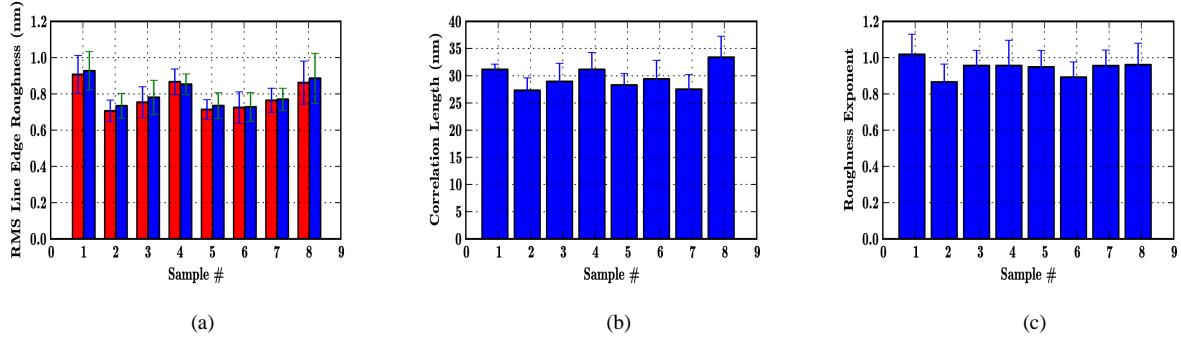 RMS Line Edge Roughness (nm)
1.2
1.0
0.8
0.6
0.4
0.2
0.0
0 1 2 3 4 5 6 7 8 9
Sample #
(a)
Correlation Length (nm)
40
35
30
25
20
15
10
5
0
0 1 2 3 4 5 6 7 8 9
Sample #
(b)
Roughness Exponent
1.2
1.0
0.8
0.6
0.4
0.2
0.0
0 1 2 3 4 5 6 7 8 9
Sample #
(c)